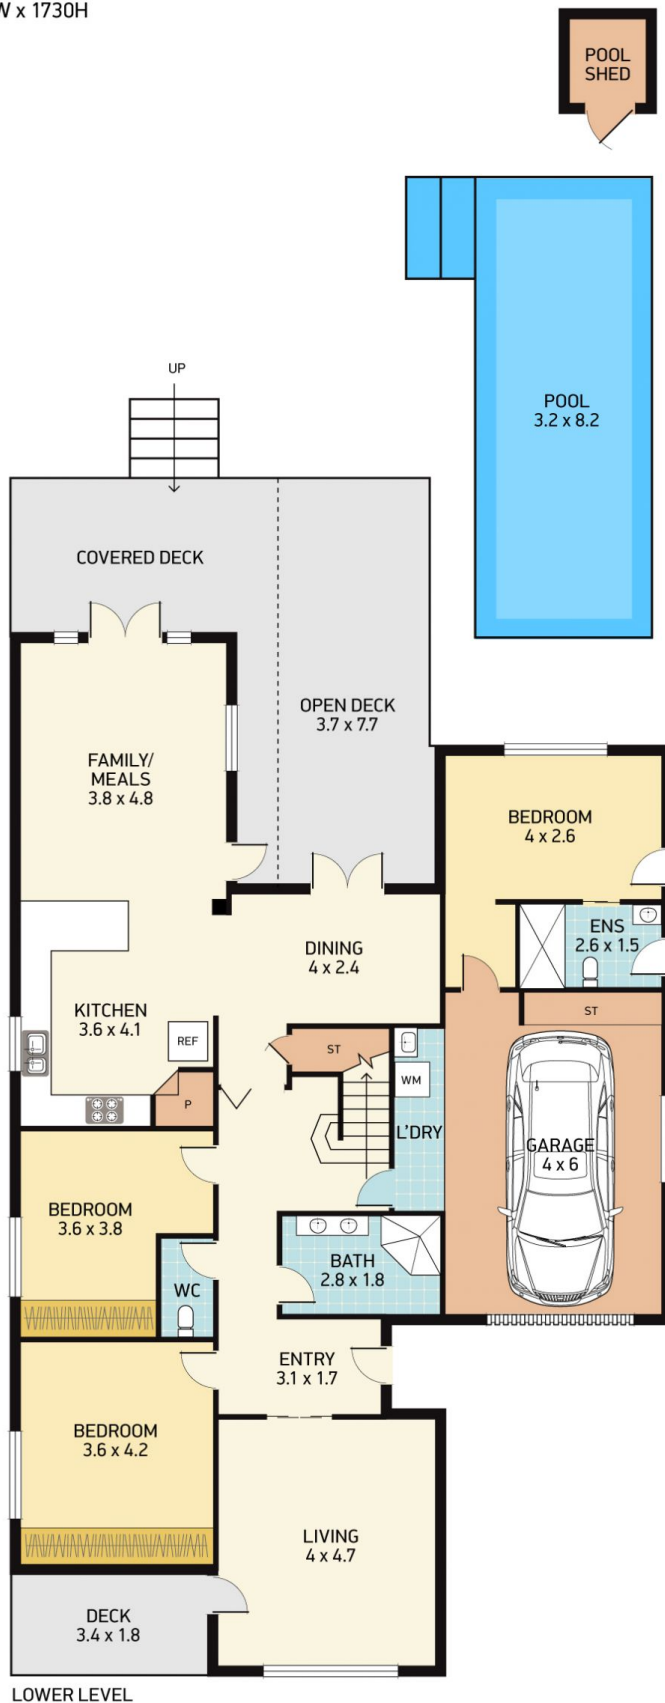 W x 1730H
POOL
SHED
UP
POOL
3.2 x 8.2
COVERED DECK
OPEN DECK
3.7 x 7.7
FAMILY/
MEALS
3.8 x 4.8
BEDROOM
4 x 2.6
ENS
2.6 x 1.5
DINING
4 x 2.4
KITCHEN
3.6 x 4.1
REF
ST
ST
WM
P
L'DRY
GARAGE
4 x 6
BEDROOM
3.6 x 3.8
WC
BATH
2.8 x 1.8
ENTRY
3.1 x 1.7
BEDROOM
3.6 x 4.2
LIVING
4 x 4.7
DECK
3.4 x 1.8
LOWER LEVEL